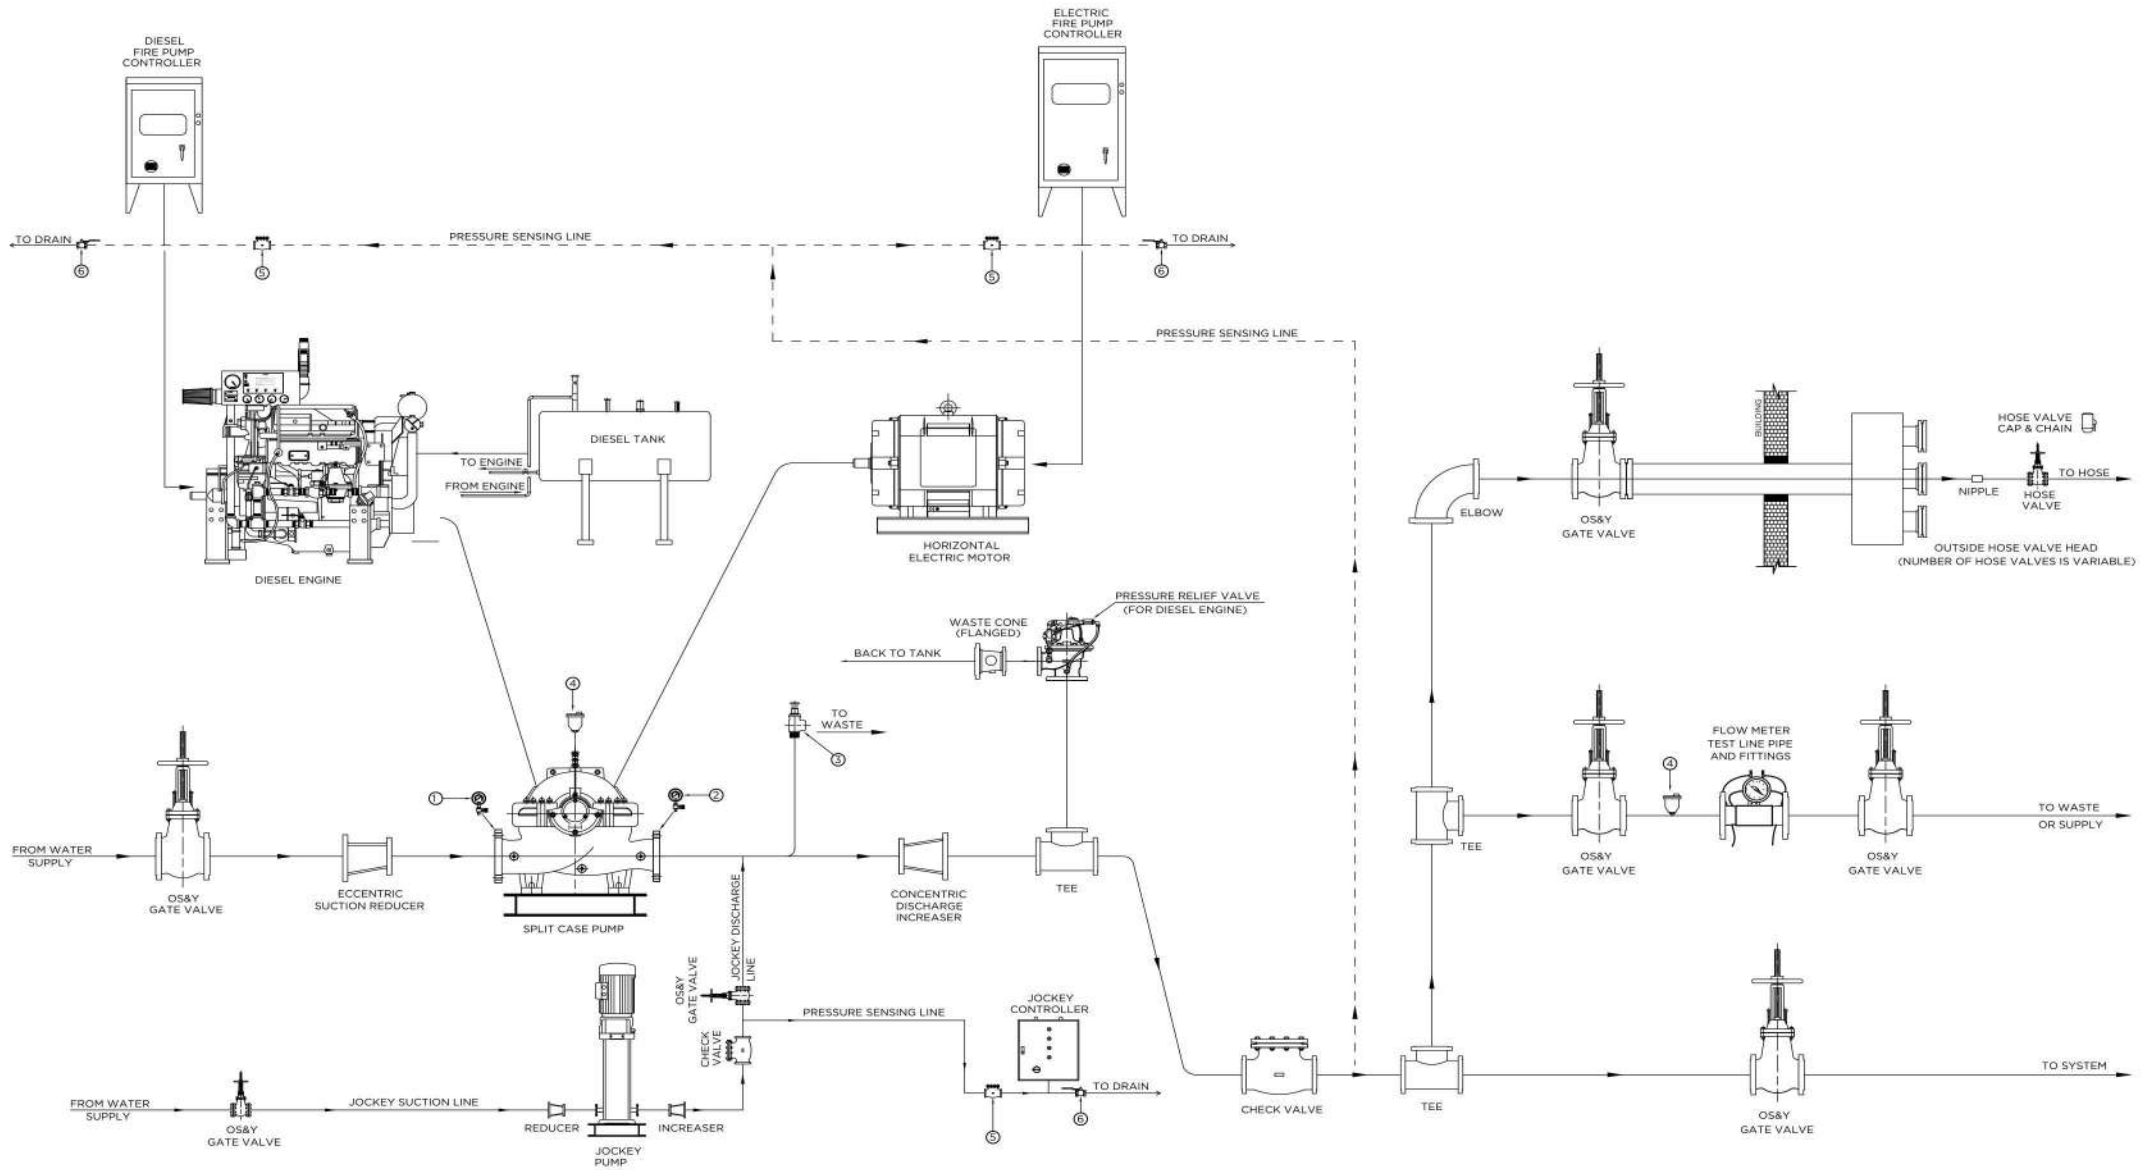 ELECTRIC
FIRE PUMP
CONTROLLER
DIESEL
FIRE PUMP
CONTROLLER
TO DRAIN
PRESSURE SENSING LINE
TO DRAIN
6
5
5
6
PRESSURE SENSING LINE
BUILDING
HOSE VALVE
CAP & CHAIN
DIESEL TANK
TO ENGINE
FROM ENGINE
TO HOSE
NIPPLE
HOSE
VALVE
ELBOW
OS&Y
GATE VALVE
HORIZONTAL
ELECTRIC MOTOR
OUTSIDE HOSE VALVE HEAD
(NUMBER OF HOSE VALVES IS VARIABLE)
DIESEL ENGINE
PRESSURE RELIEF VALVE
(FOR DIESEL ENGINE)
WASTE CONE
(FLANGED)
BACK TO TANK
4
TO
WASTE
3
FLOW METER
TEST LINE PIPE
AND FITTINGS
4
1
2
TO WASTE
OR SUPPLY
FROM WATER
SUPPLY
TEE
OS&Y
GATE VALVE
OS&Y
GATE VALVE
OS&Y
GATE VALVE
ECCENTRIC
SUCTION REDUCER
CONCENTRIC
DISCHARGE
INCREASER
TEE
SPLIT CASE PUMP
JOCKEY DISCHARGE
LINE
OS&Y
GATE VALVE
PRESSURE SENSING LINE
JOCKEY
CONTROLLER
CHECK
VALVE
TO SYSTEM
TO DRAIN
FROM WATER
SUPPLY
JOCKEY SUCTION LINE
OS&Y
GATE VALVE
REDUCER
INCREASER
JOCKEY
PUMP
5
6
CHECK VALVE
TEE
OS&Y
GATE VALVE